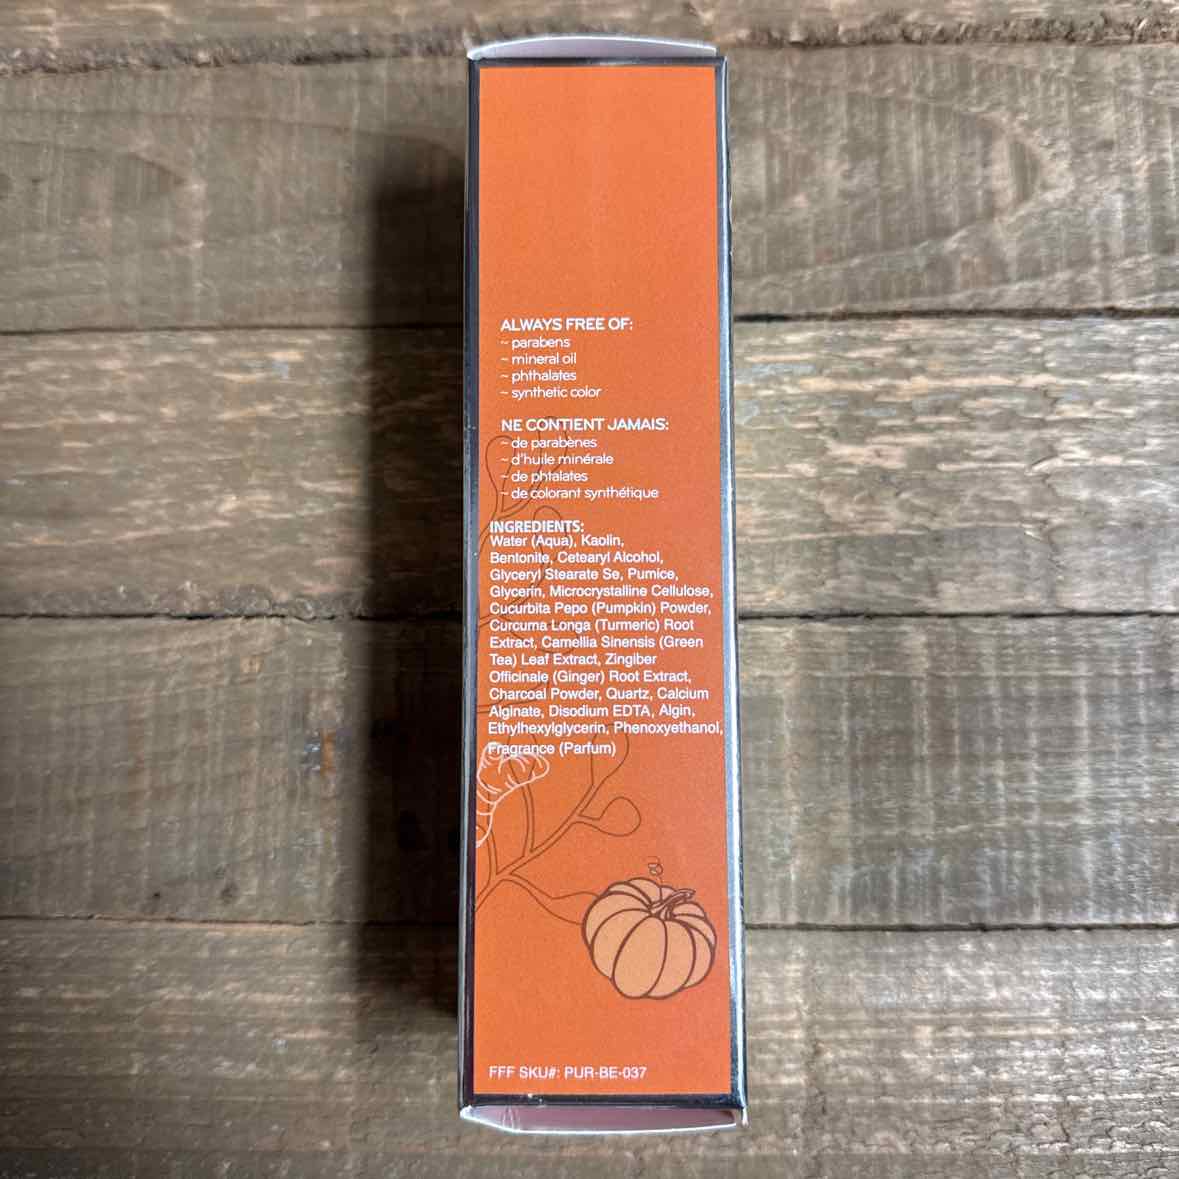 ALWAYS FREE OF:
~ parabens
~ mineral oil
~ phthalates
~ synthetic color
NE CONTIENT JAMAIS:
~ de parabènes
~ d'huile minérale
~ de phtalates
~ de colorant synthétique
INGREDIENTS:
Water (Aqua), Kaolin,
Bentonite, Cetearyl Alcohol,
Glyceryl Stearate Se, Pumice,
Glycerin, Microcrystalline Cellulose,
Cucurbita Pepo (Pumpkin) Powder,
Curcuma Longa (Turmeric) Root
Extract, Camellia Sinensis (Green
Tea) Leaf Extract, Zingiber
Officinale (Ginger) Root Extract,
Charcoal Powder, Quartz, Calcium
Alginate, Disodium EDTA, Algin,
Ethylhexylglycerin, Phenoxyethanol,
Fragrance (Parfum)
FFF SKU#: PUR-BE-037